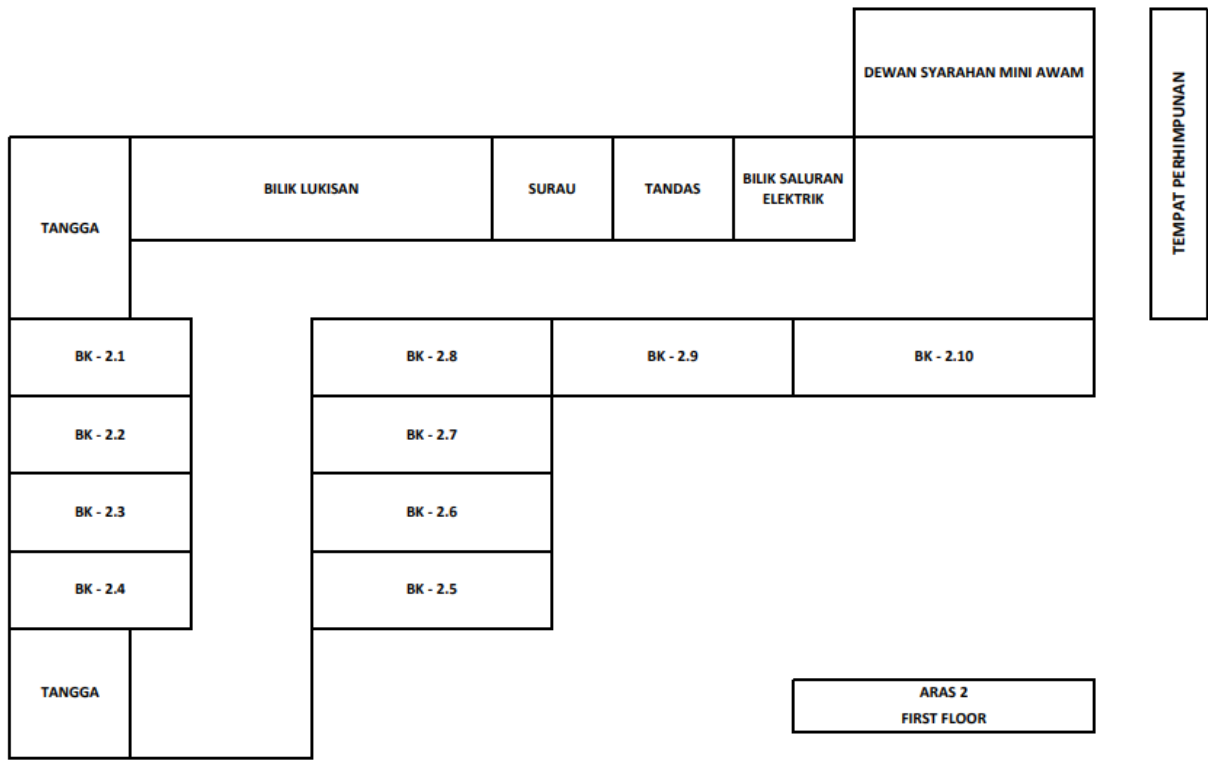 DEWAN SYARAHAN MINI AWAM
TEMPAT PERHIMPUNAN
TANGGA
BILIK LUKISAN
SURAU
TANDAS
BILIK SALURAN
ELEKTRIK
BK - 2.1
BK - 2.8
BK - 2.9
BK - 2.10
BK - 2.2
BK - 2.7
BK - 2.3
BK - 2.6
BK - 2.4
BK - 2.5
TANGGA
ARAS 2
FIRST FLOOR